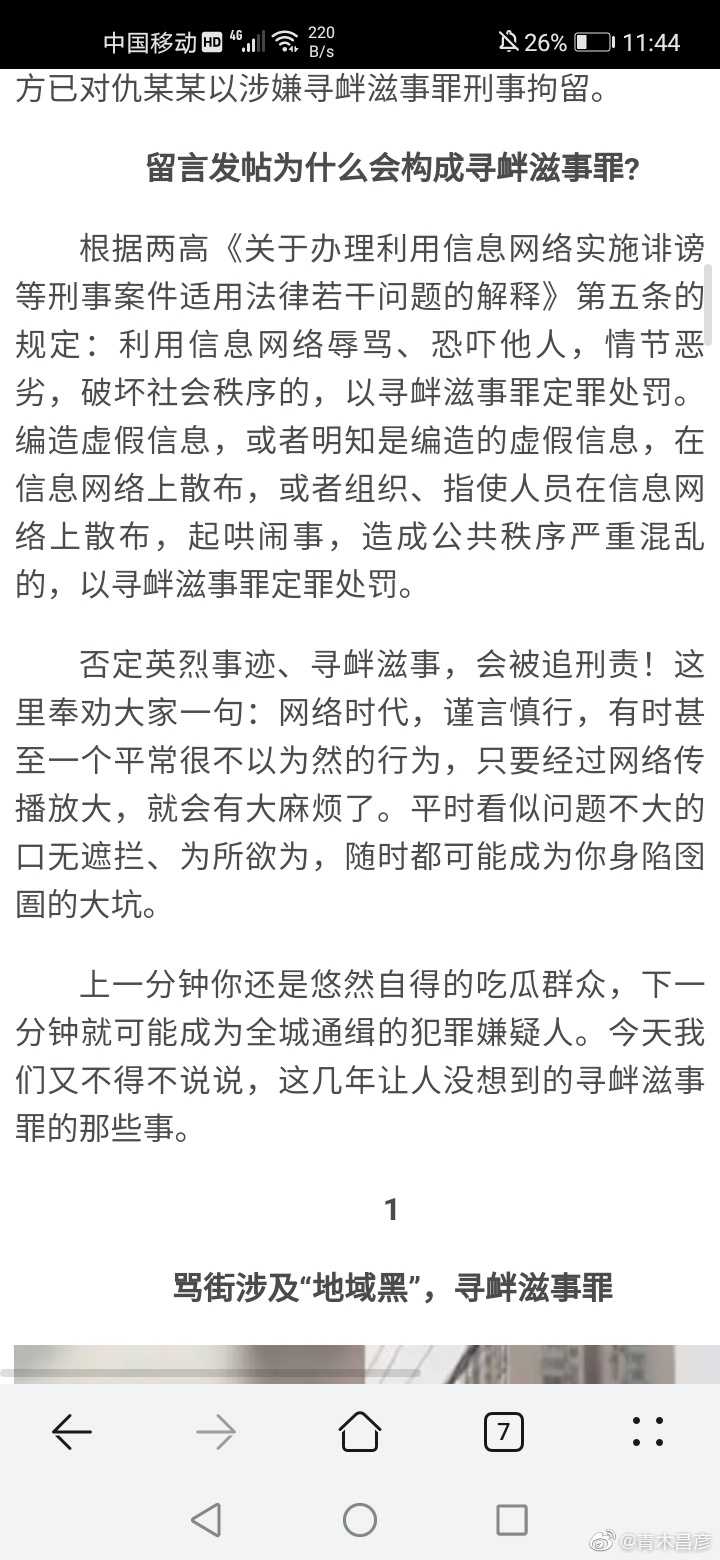 中国移动 HD 4G 220 B/s 26% 11:44
方已对仇某某以涉嫌寻衅滋事罪刑事拘留。
留言发帖为什么会构成寻衅滋事罪?
根据两高《关于办理利用信息网络实施诽谤
等刑事案件适用法律若干问题的解释》第五条的
规定：利用信息网络辱骂、恐吓他人，情节恶
劣，破坏社会秩序的，以寻衅滋事罪定罪处罚。
编造虚假信息，或者明知是编造的虚假信息，在
信息网络上散布，或者组织、指使人员在信息网
络上散布，起哄闹事，造成公共秩序严重混乱
的，以寻衅滋事罪定罪处罚。
否定英烈事迹、寻衅滋事，会被追刑责！这
里奉劝大家一句：网络时代，谨言慎行，有时甚
至一个平常很不以为然的行为，只要经过网络传
播放大，就会有大麻烦了。平时看似问题不大的
口无遮拦、为所欲为，随时都可能成为你身陷囹
圄的大坑。
上一分钟你还是悠然自得的吃瓜群众，下一
分钟就可能成为全城通缉的犯罪嫌疑人。今天我
们又不得不说说，这几年让人没想到的寻衅滋事
罪的那些事。
1
骂街涉及“地域黑”，寻衅滋事罪
7
@青木昌彦